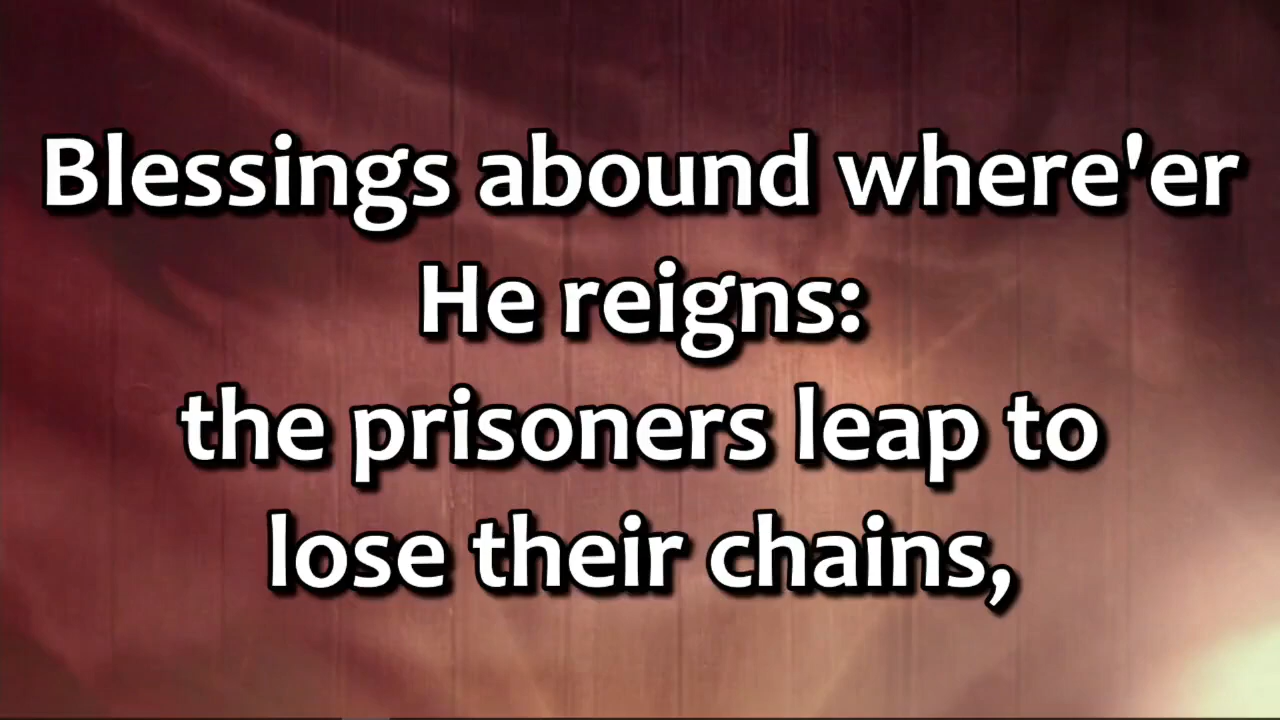 Blessings abound where'er
He reigns:
the prisoners leap to
lose their chains,